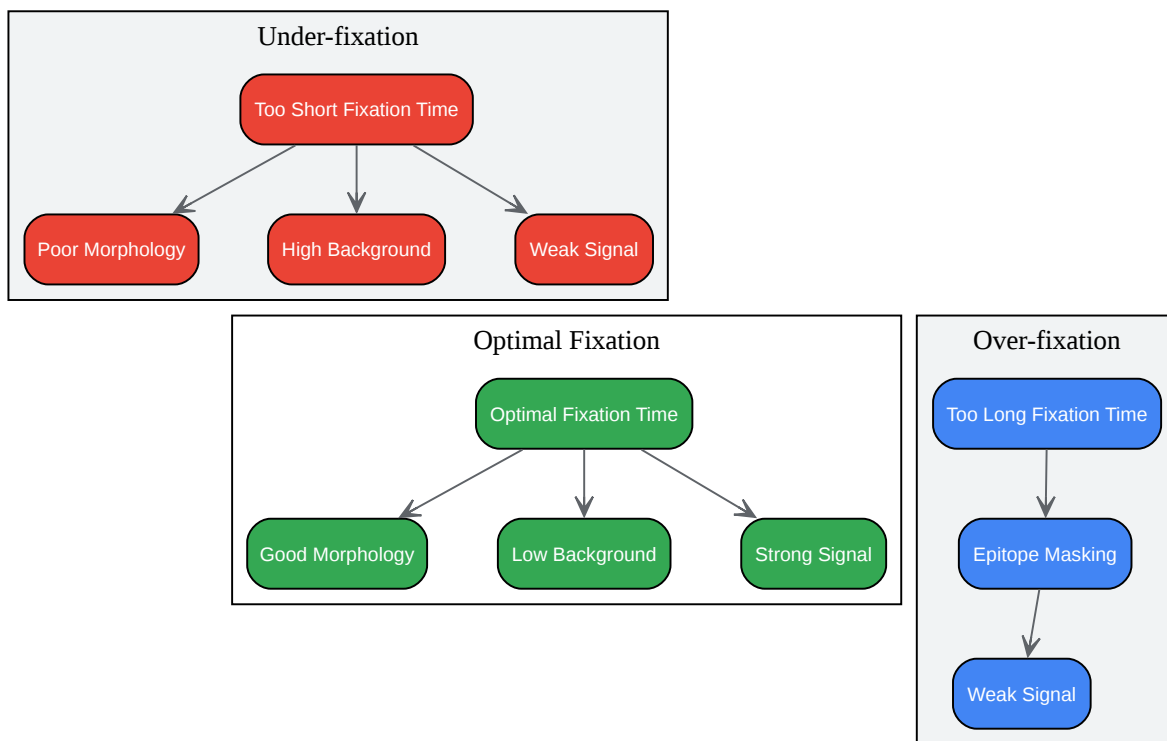 Under-fixation
Too Short Fixation Time
Poor Morphology
High Background
Weak Signal
Optimal Fixation
Optimal Fixation Time
Good Morphology
Low Background
Strong Signal
Over-fixation
Too Long Fixation Time
Epitope Masking
Weak Signal